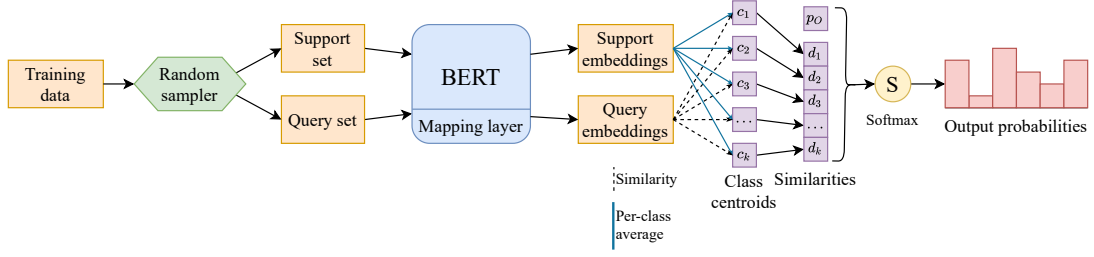 Training
data
Random
sampler
Support
set
Query set
BERT
Mapping layer
Support
embeddings
Query
embeddings
Similarity
Per-class
average
c1
c2
c3
...
ck
Class
centroids
pO
d1
d2
d3
...
dk
Similarities
S
Softmax
Output probabilities